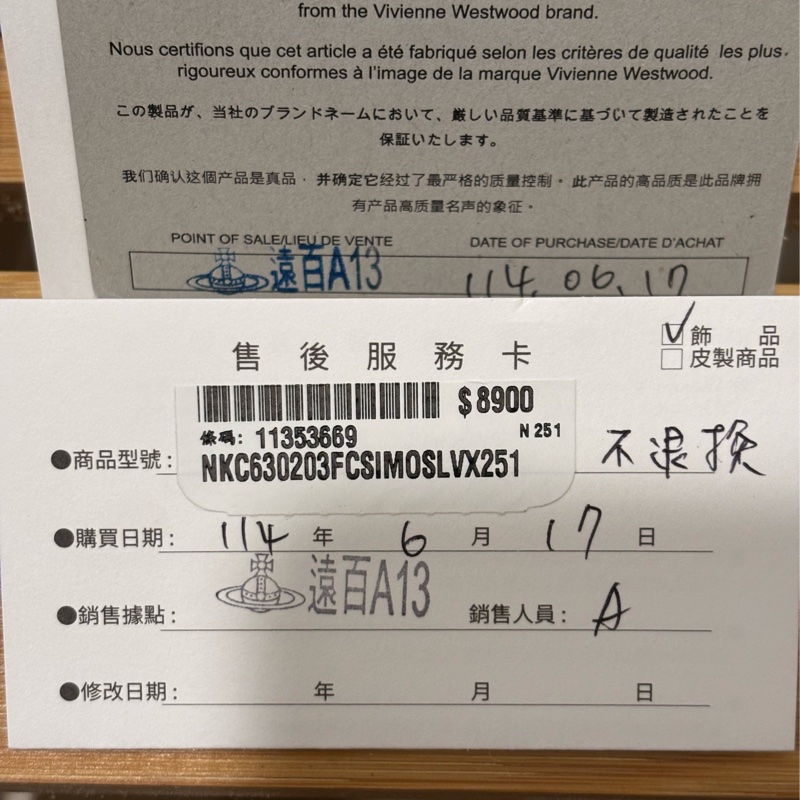 from the Vivienne Westwood brand.
Nous certifions que cet article a été fabriqué selon les critères de qualité les plus
rigoureux conformes à l'image de la marque Vivienne Westwood.
この製品が、当社のブランドネームにおいて、厳しい品質基準に基づいて製造されたことを
保証いたします。
我们确认这個产品是真品．并确定它经过了最严格的质量控制。此产品的高品质是此品牌拥
有产品高质量名声的象征。
POINT OF SALE/LIEU DE VENTE DATE OF PURCHASE/DATE D'ACHAT
遠百A13 114.06.17
售後服務卡
☑飾品
□皮製商品
$8900
條碼: 11353669 N251
●商品型號: NKC630203FCSIMOSLVX251 不退換
●購買日期: 114年 6月 17日
●銷售據點: 遠百A13 銷售人員: A
●修改日期: 年 月 日